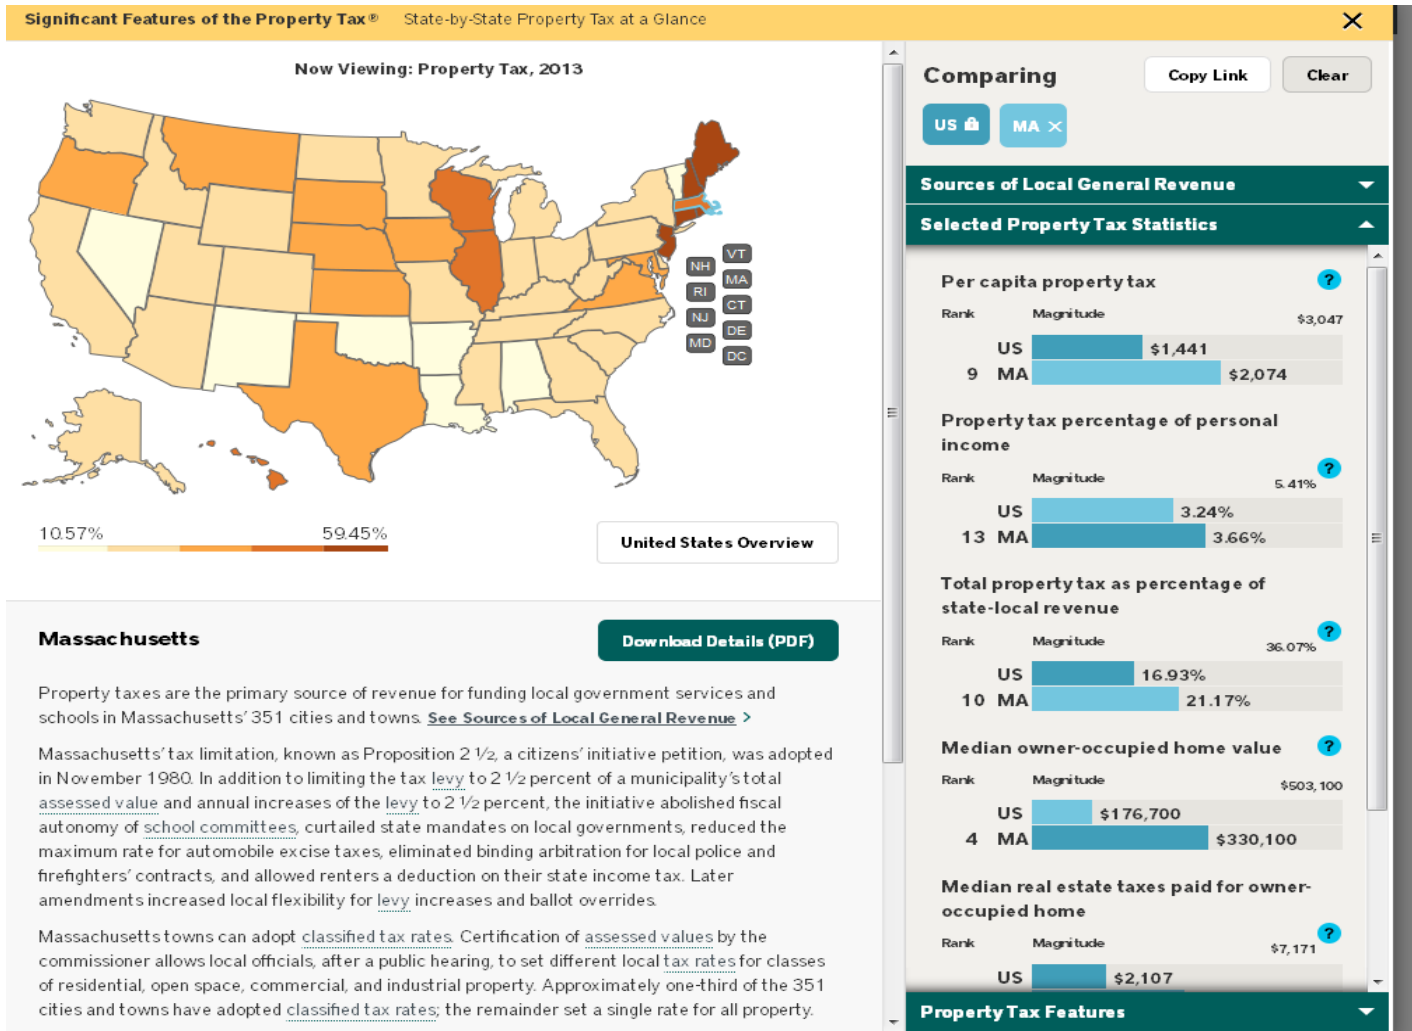 Significant Features of the Property Tax® State-by-State Property Tax at a Glance
Now Viewing: Property Tax, 2013
VT
NH
MA
RI
CT
NJ
DE
MD
DC
10.57% 59.45%
United States Overview
Massachusetts
Download Details (PDF)
Property taxes are the primary source of revenue for funding local government services and
schools in Massachusetts' 351 cities and towns. See Sources of Local General Revenue >
Massachusetts' tax limitation, known as Proposition 2 ½, a citizens' initiative petition, was adopted
in November 1980. In addition to limiting the tax levy to 2 ½ percent of a municipality's total
assessed value and annual increases of the levy to 2 ½ percent, the initiative abolished fiscal
autonomy of school committees, curtailed state mandates on local governments, reduced the
maximum rate for automobile excise taxes, eliminated binding arbitration for local police and
firefighters' contracts, and allowed renters a deduction on their state income tax. Later
amendments increased local flexibility for levy increases and ballot overrides.
Massachusetts towns can adopt classified tax rates. Certification of assessed values by the
commissioner allows local officials, after a public hearing, to set different local tax rates for classes
of residential, open space, commercial, and industrial property. Approximately one-third of the 351
cities and towns have adopted classified tax rates; the remainder set a single rate for all property.
Comparing
Copy Link
Clear
US
MA ×
Sources of Local General Revenue
Selected Property Tax Statistics
Per capita property tax ?
Rank Magnitude $3,047
US $1,441
9 MA $2,074
Property tax percentage of personal
income
?
Rank Magnitude 5.41%
US 3.24%
13 MA 3.66%
Total property tax as percentage of
state-local revenue
?
Rank Magnitude 36.07%
US 16.93%
10 MA 21.17%
Median owner-occupied home value ?
Rank Magnitude $503,100
US $176,700
4 MA $330,100
Median real estate taxes paid for owner-
occupied home
?
Rank Magnitude $7,171
US $2,107
Property Tax Features